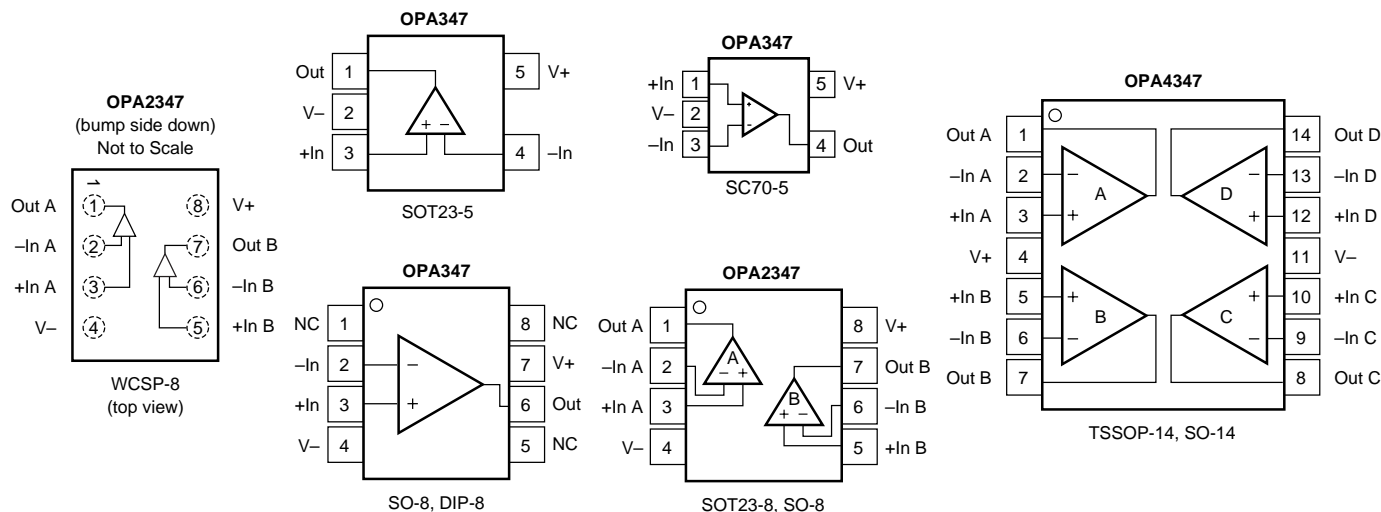 OPA2347
(bump side down)
Not to Scale
1
Out A
1
–In A
2
+In A
3
V–
4
8
V+
7
Out B
6
–In B
5
+In B
WCSP-8
(top view)
OPA347
Out
1
V–
2
+In
3
5
V+
4
–In
+ –
SOT23-5
OPA347
+In
1
V–
2
–In
3
5
V+
4
Out
+
-
SC70-5
OPA347
NC
1
–In
2
+In
3
V–
4
8
NC
7
V+
6
Out
5
NC
–
+
SO-8, DIP-8
OPA2347
Out A
1
–In A
2
+In A
3
V–
4
8
V+
7
Out B
6
–In B
5
+In B
A
– +
B
+ –
SOT23-8, SO-8
OPA4347
Out A
1
–In A
2
+In A
3
V+
4
+In B
5
–In B
6
Out B
7
14
Out D
13
–In D
12
+In D
11
V–
10
+In C
9
–In C
8
Out C
–
A
+
–
D
+
+
B
–
+
C
–
TSSOP-14, SO-14